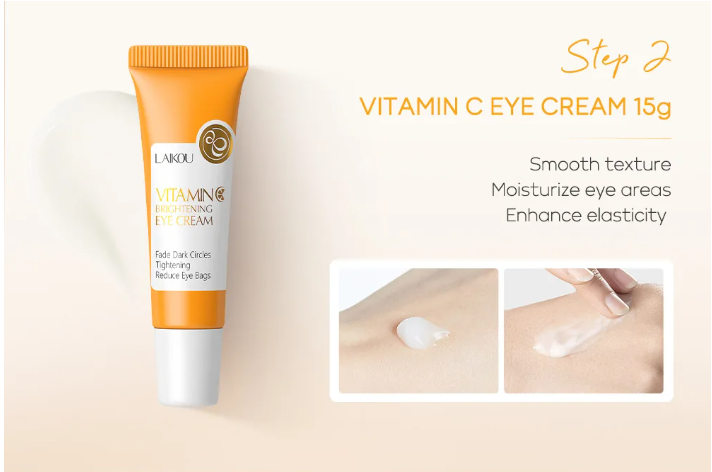 Step 2
VITAMIN C EYE CREAM 15g
Smooth texture
Moisturize eye areas
Enhance elasticity
LAIKOU
VITAMIN C
BRIGHTENING
EYE CREAM
Fade Dark Circles
Tightening
Reduce Eye Bags